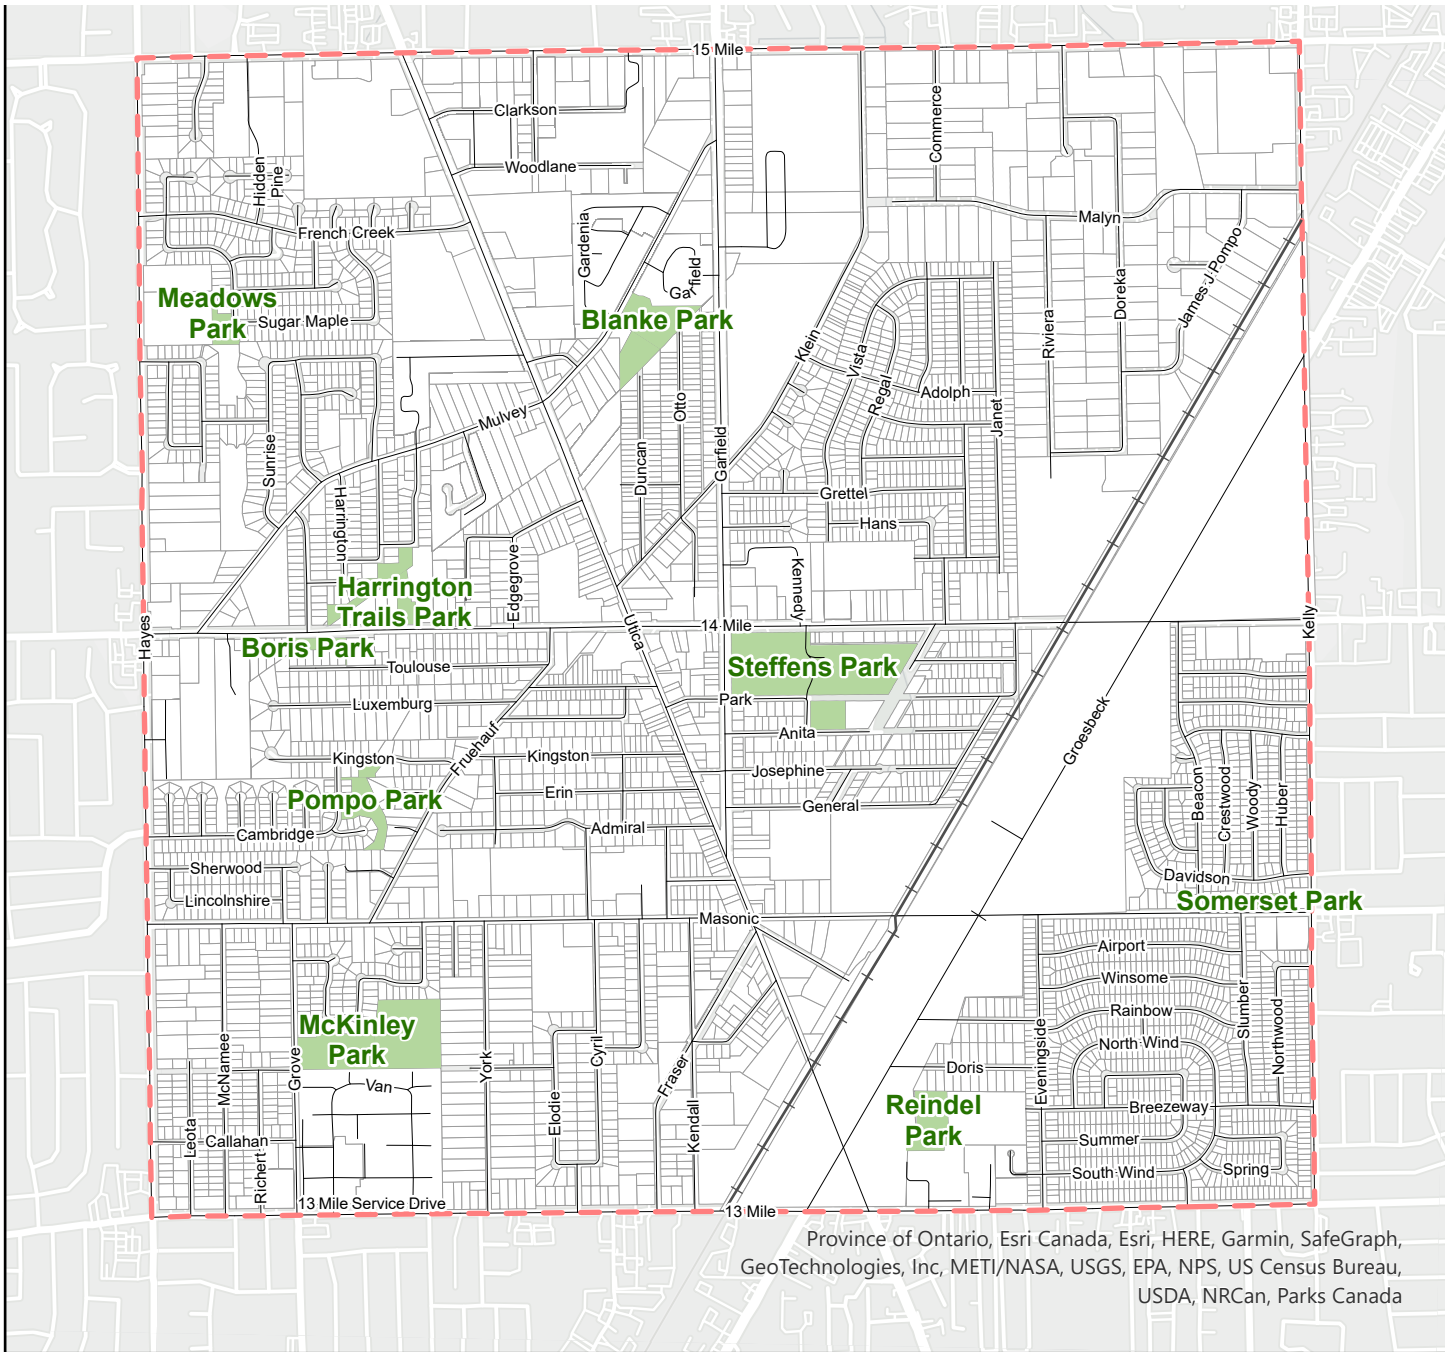 15 Mile
Clarkson
Commerce
Woodlane
Hidden
Pine
French Creek
Gardenia
Malyn
James J Pompo
Garfield
Doreka
Meadows
Park
Sugar Maple
Blanke Park
Klein
Vista
Riviera
Regal
Adolph
Janet
Otto
Mulvey
Duncan
Garfield
Sunrise
Harrington
Grettel
Hans
Edgegrove
Kennedy
Harrington
Trails Park
Hayes
14 Mile
Utica
Kelly
Boris Park
Toulouse
Steffens Park
Luxemburg
Park
Groesbeck
Anita
Fruehauf
Kingston
Kingston
Josephine
Erin
General
Pompo Park
Beacon
Crestwood
Woody
Huber
Cambridge
Admiral
Sherwood
Davidson
Lincolnshire
Somerset Park
Masonic
Airport
Winsome
Rainbow
Slumber
Northwood
McKinley
Park
North Wind
McNamee
Grove
York
Cyril
Fraser
Eveningside
Doris
Van
Elodie
Kendall
Reindel
Park
Breezeway
Leota
Callahan
Summer
Richert
South Wind
Spring
13 Mile Service Drive
13 Mile
Province of Ontario, Esri Canada, Esri, HERE, Garmin, SafeGraph,
GeoTechnologies, Inc, METI/NASA, USGS, EPA, NPS, US Census Bureau,
USDA, NRCan, Parks Canada